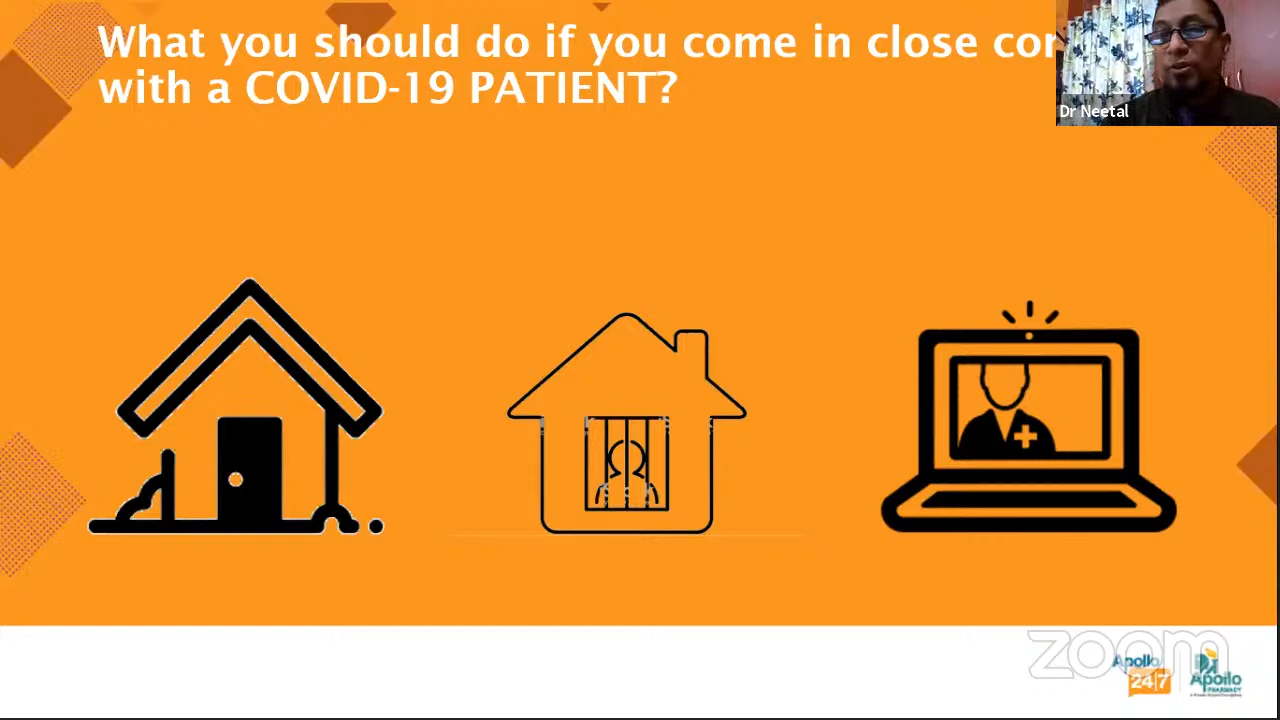 What you should do if you come in close con
with a COVID-19 PATIENT?
Dr Neetal
zoom
Apollo
24|7
Apollo
PHARMACY